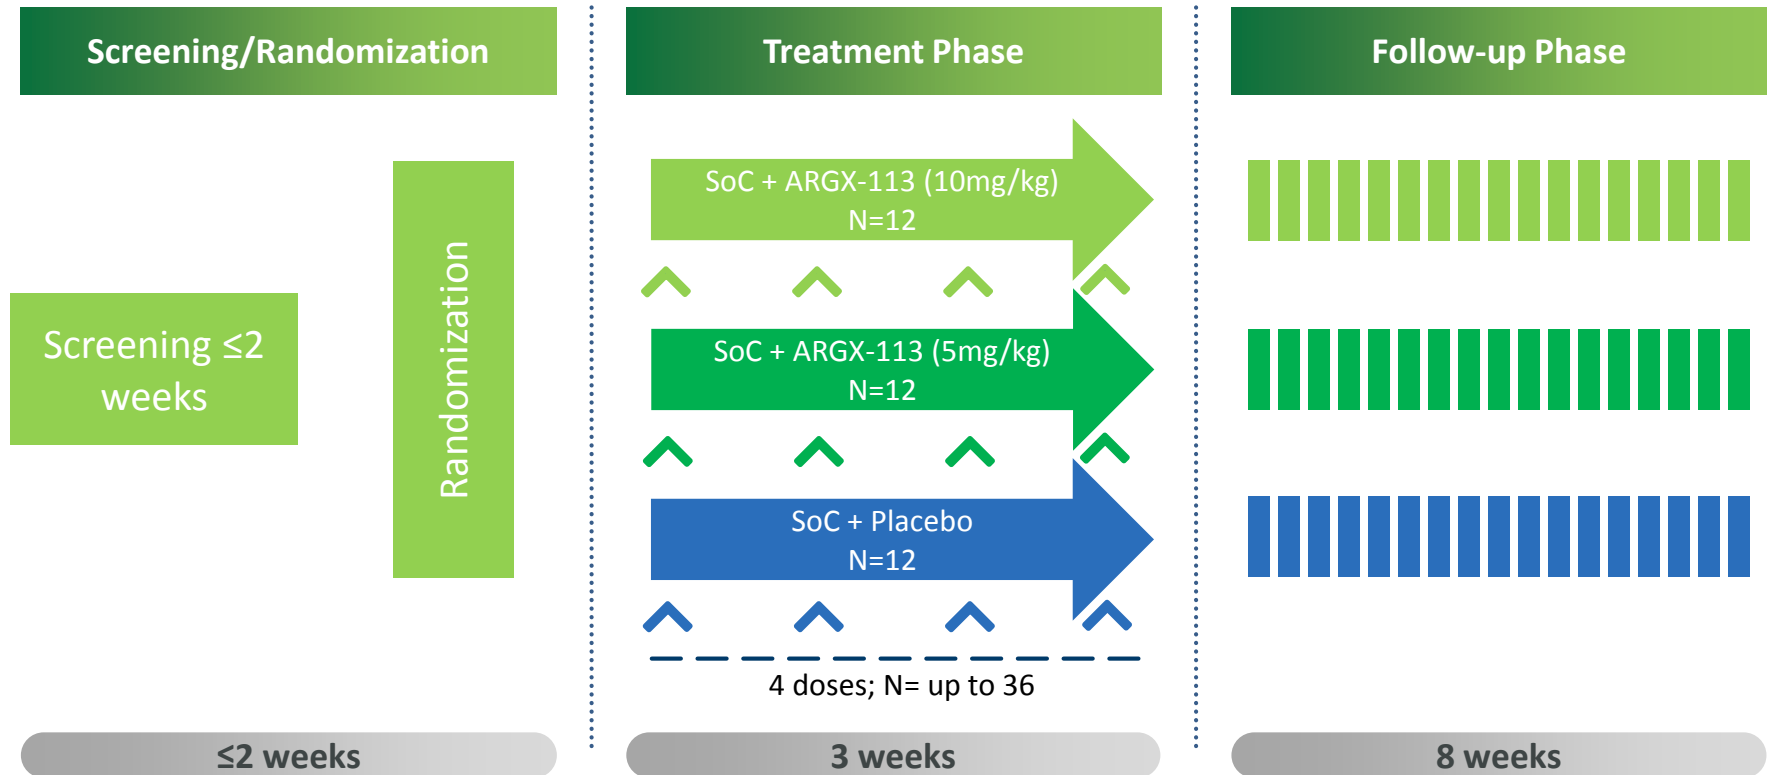 Screening/Randomization
Treatment Phase
Follow-up Phase
Screening ≤2
weeks
Randomization
SoC + ARGX-113 (10mg/kg)
N=12
SoC + ARGX-113 (5mg/kg)
N=12
SoC + Placebo
N=12
4 doses; N= up to 36
≤2 weeks
3 weeks
8 weeks